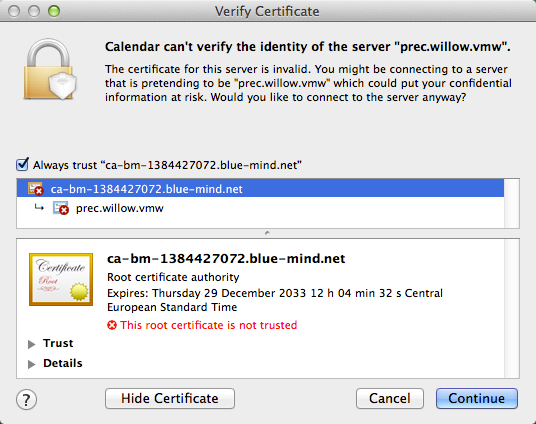 Verify Certificate
Calendar can't verify the identity of the server "prec.willow.vmw".
The certificate for this server is invalid. You might be connecting to a server
that is pretending to be "prec.willow.vmw" which could put your confidential
information at risk. Would you like to connect to the server anyway?
Always trust “ca-bm-1384427072.blue-mind.net”
ca-bm-1384427072.blue-mind.net
prec.willow.vmw
Certificate
Root
ca-bm-1384427072.blue-mind.net
Root certificate authority
Expires: Thursday 29 December 2033 12 h 04 min 32 s Central
European Standard Time
This root certificate is not trusted
Trust
Details
?
Hide Certificate
Cancel
Continue